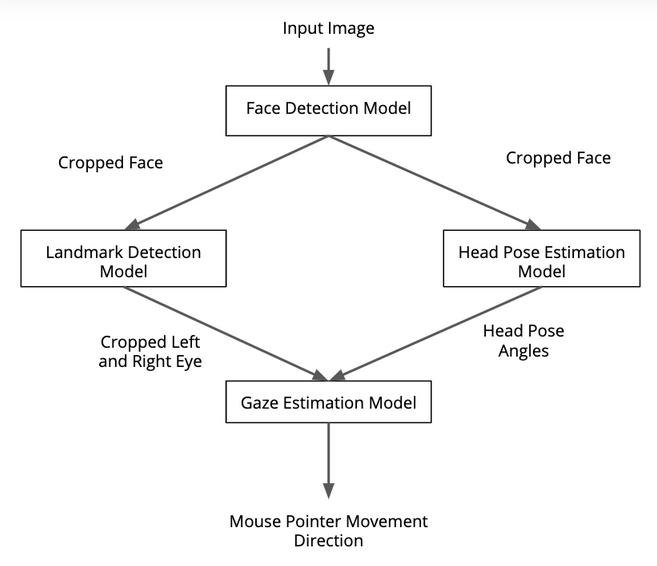 Input Image
Face Detection Model
Cropped Face
Cropped Face
Landmark Detection
Model
Head Pose Estimation
Model
Cropped Left
and Right Eye
Head Pose
Angles
Gaze Estimation Model
Mouse Pointer Movement
Direction